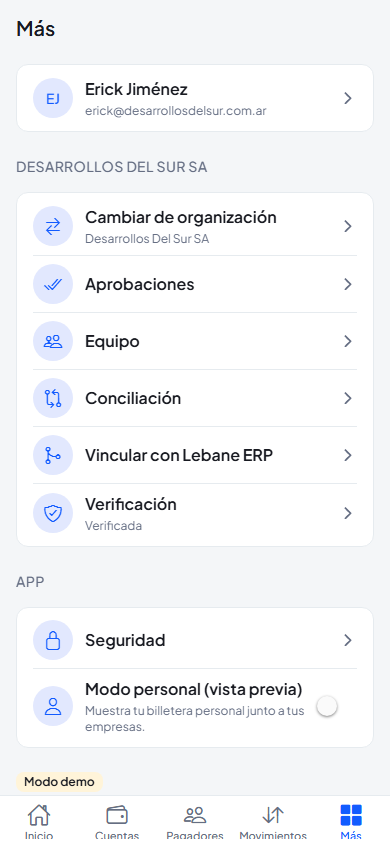 Más
EJ
Erick Jiménez
erick@desarrollosdelsur.com.ar
DESARROLLOS DEL SUR SA
Cambiar de organización
Desarrollos Del Sur SA
Aprobaciones
Equipo
Conciliación
Vincular con Lebane ERP
Verificación
Verificada
APP
Seguridad
Modo personal (vista previa)
Muestra tu billetera personal junto a tus
empresas.
Modo demo
Inicio
Cuentas
Pagadores
Movimientos
Más